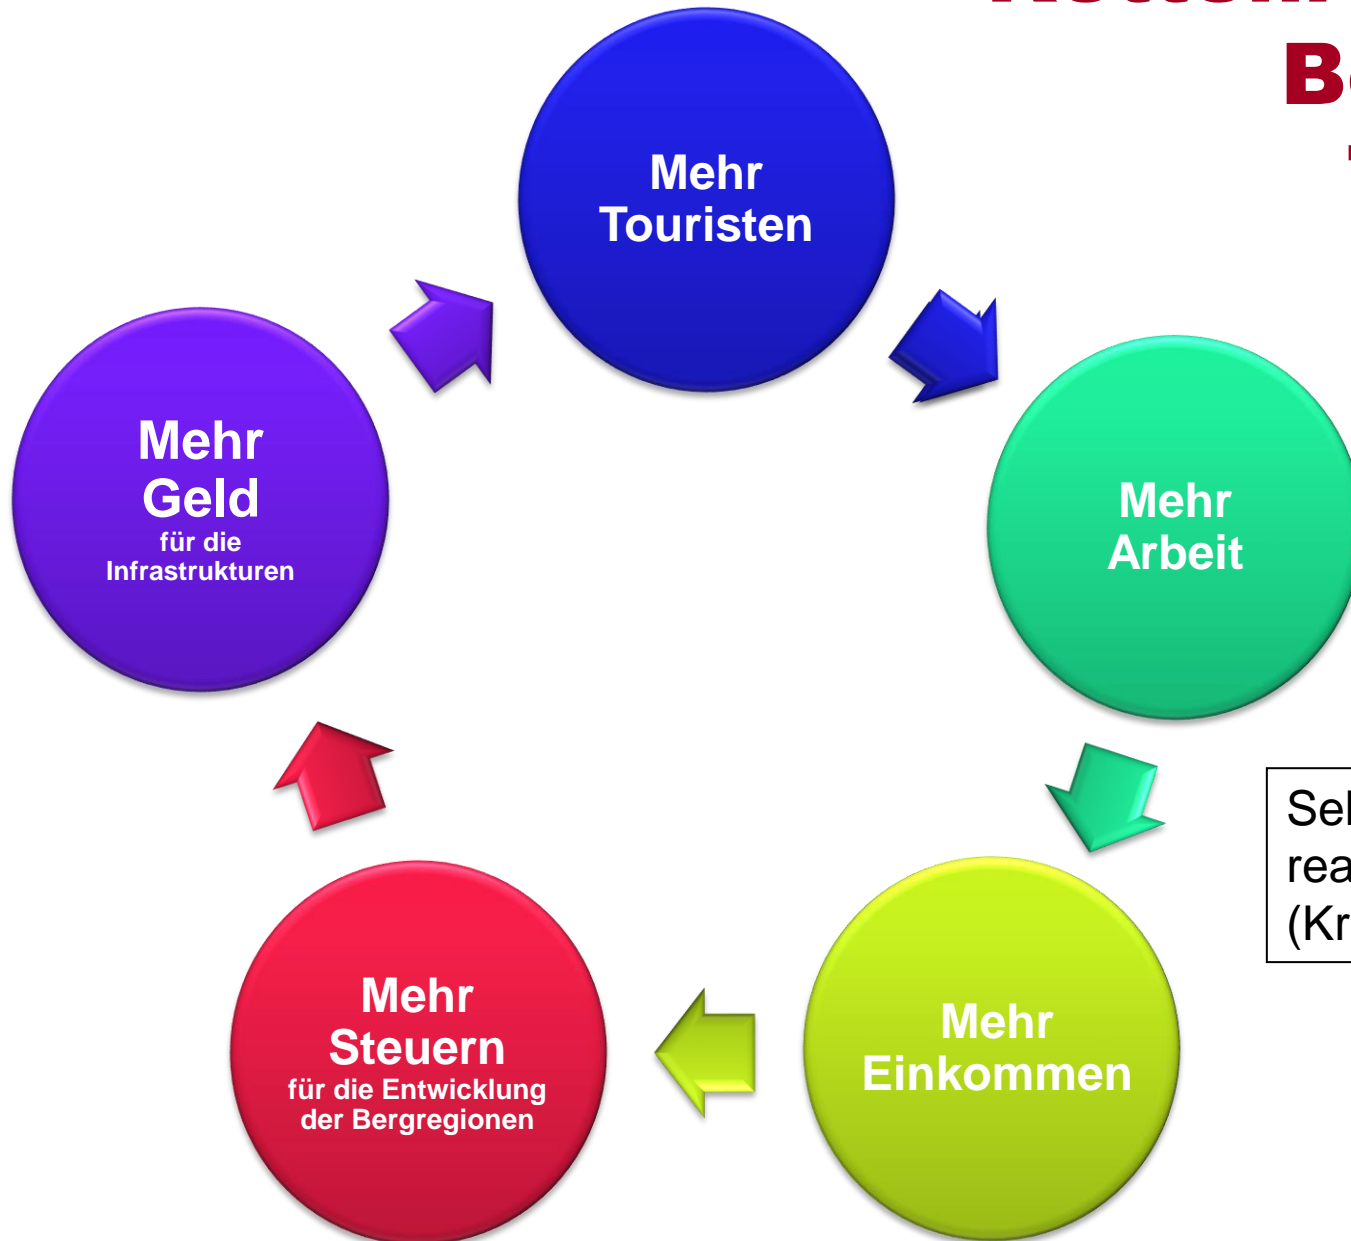 Mehr
Touristen
Mehr
Arbeit
Mehr
Einkommen
Mehr
Steuern
für die Entwicklung
der Bergregionen
Mehr
Geld
für die
Infrastrukturen